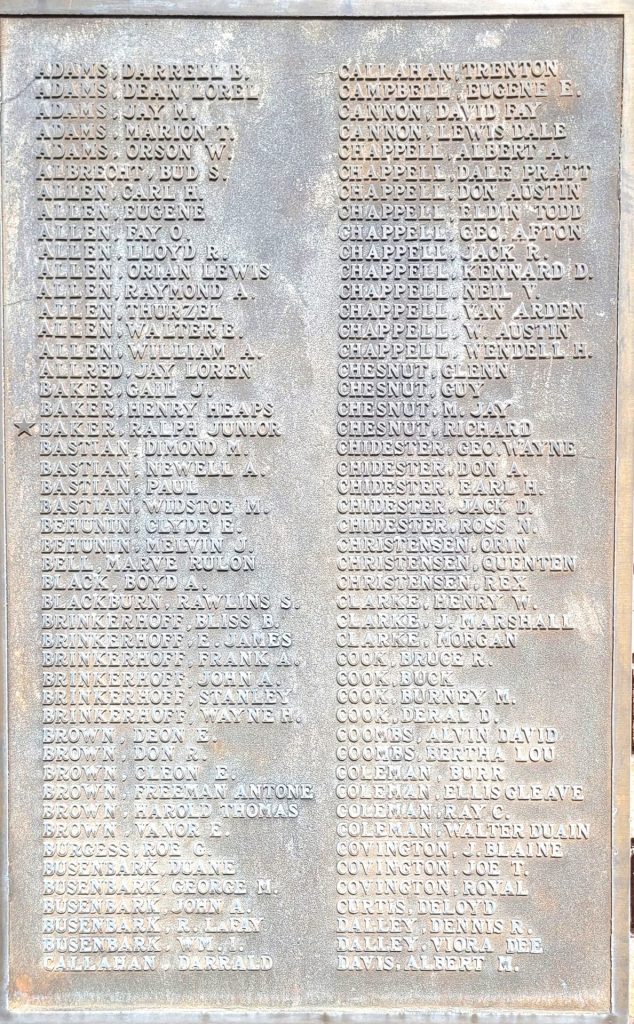 ADAMS, DARRELL B.
ADAMS, DEAN LOREL
ADAMS, JAY M.
ADAMS, MARION T.
ADAMS, ORSON W.
ALBRECHT, BUD S.
ALLEN, CARL H.
ALLEN, EUGENE
ALLEN, FAY O.
ALLEN, LLOYD R.
ALLEN, ORIAN LEWIS
ALLEN, RAYMOND A.
ALLEN, THURZEL
ALLEN, WALTER E.
ALLEN, WILLIAM A.
ALLRED, JAY LOREN
BAKER, GAIL J.
BAKER, HENRY HEAPS
★ BAKER, RALPH JUNIOR
BASTIAN, DIMOND M.
BASTIAN, NEWELL A.
BASTIAN, PAUL
BASTIAN, WIDSTOE M.
BEHUNIN, CLYDE E.
BEHUNIN, MELVIN J.
BELL, MARVE RULON
BLACK, BOYD A.
BLACKBURN, RAWLINS S.
BRINKERHOFF, BLISS B.
BRINKERHOFF, E. JAMES
BRINKERHOFF, FRANK A.
BRINKERHOFF, JOHN A.
BRINKERHOFF, STANLEY
BRINKERHOFF, WAYNE H.
BROWN, DEON E.
BROWN, DON R.
BROWN, CLEON E.
BROWN, FREEMAN ANTONE
BROWN, HAROLD THOMAS
BROWN, VANOR E.
BURGESS, ROE G.
BUSENBARK, DUANE
BUSENBARK, GEORGE M.
BUSENBARK, JOHN A.
BUSENBARK, R. LaFAY
BUSENBARK, WM. I.
CALLAHAN, DARRALD
CALLAHAN, TRENTON
CAMPBELL, EUGENE E.
CANNON, DAVID FAY
CANNON, LEWIS DALE
CHAPPELL, ALBERT A.
CHAPPELL, DALE PRATT
CHAPPELL, DON AUSTIN
CHAPPELL, ELDIN TODD
CHAPPELL, GEO. AFTON
CHAPPELL, JACK R.
CHAPPELL, KENNARD D.
CHAPPELL, NEIL V.
CHAPPELL, VAN ARDEN
CHAPPELL, W. AUSTIN
CHAPPELL, WENDELL H.
CHESNUT, GLENN
CHESNUT, GUY
CHESNUT, M. JAY
CHESNUT, RICHARD
CHIDESTER, GEO. WAYNE
CHIDESTER, DON A.
CHIDESTER, EARL H.
CHIDESTER, JACK D.
CHIDESTER, ROSS N.
CHRISTENSEN, ORIN
CHRISTENSEN, QUENTEN
CHRISTENSEN, REX
CLARKE, HENRY W.
CLARKE, J. MARSHALL
CLARKE, MORGAN
COOK, BRUCE R.
COOK, BUCK
COOK, BURNEY M.
COOK, DERAL D.
COOMBS, ALVIN DAVID
COOMBS, BERTHA LOU
COLEMAN, BURR
COLEMAN, ELLIS GLEAVE
COLEMAN, RAY C.
COLEMAN, WALTER DUAIN
COVINGTON, J. BLAINE
COVINGTON, JOE T.
COVINGTON, ROYAL
CURTIS, DELOYD
DALLEY, DENNIS R.
DALLEY, VIORA DEE
DAVIS, ALBERT M.